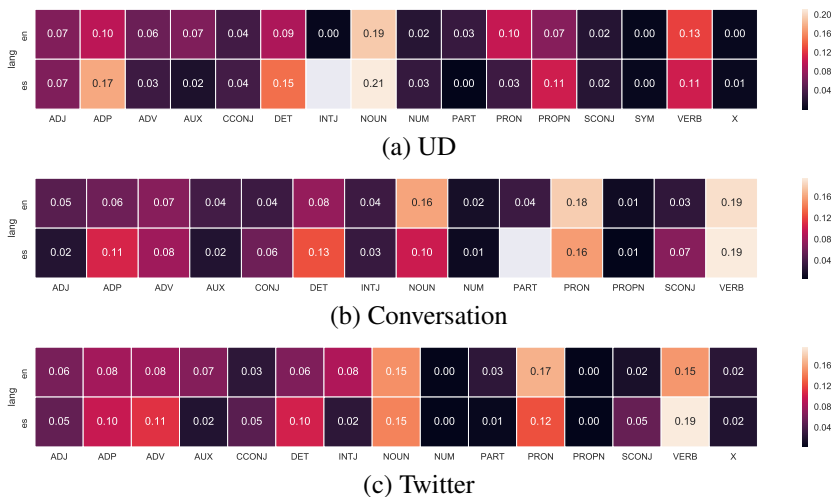 en 0.07 0.10 0.06 0.07 0.04 0.09 0.00 0.19 0.02 0.03 0.10 0.07 0.02 0.00 0.13 0.00
lang
es 0.07 0.17 0.03 0.02 0.04 0.15 0.21 0.03 0.00 0.03 0.11 0.02 0.00 0.11 0.01
ADJ ADP ADV AUX CCONJ DET INTJ NOUN NUM PART PRON PROPN SCONJ SYM VERB X
0.20
0.16
0.12
0.08
0.04
(a) UD
en 0.05 0.06 0.07 0.04 0.04 0.08 0.04 0.16 0.02 0.04 0.18 0.01 0.03 0.19
lang
es 0.02 0.11 0.08 0.02 0.06 0.13 0.03 0.10 0.01 0.16 0.01 0.07 0.19
ADJ ADP ADV AUX CONJ DET INTJ NOUN NUM PART PRON PROPN SCONJ VERB
0.16
0.12
0.08
0.04
(b) Conversation
en 0.06 0.08 0.08 0.07 0.03 0.06 0.08 0.15 0.00 0.03 0.17 0.00 0.02 0.15 0.02
lang
es 0.05 0.10 0.11 0.02 0.05 0.10 0.02 0.15 0.00 0.01 0.12 0.00 0.05 0.19 0.02
ADJ ADP ADV AUX CCONJ DET INTJ NOUN NUM PART PRON PROPN SCONJ VERB X
0.16
0.12
0.08
0.04
(c) Twitter